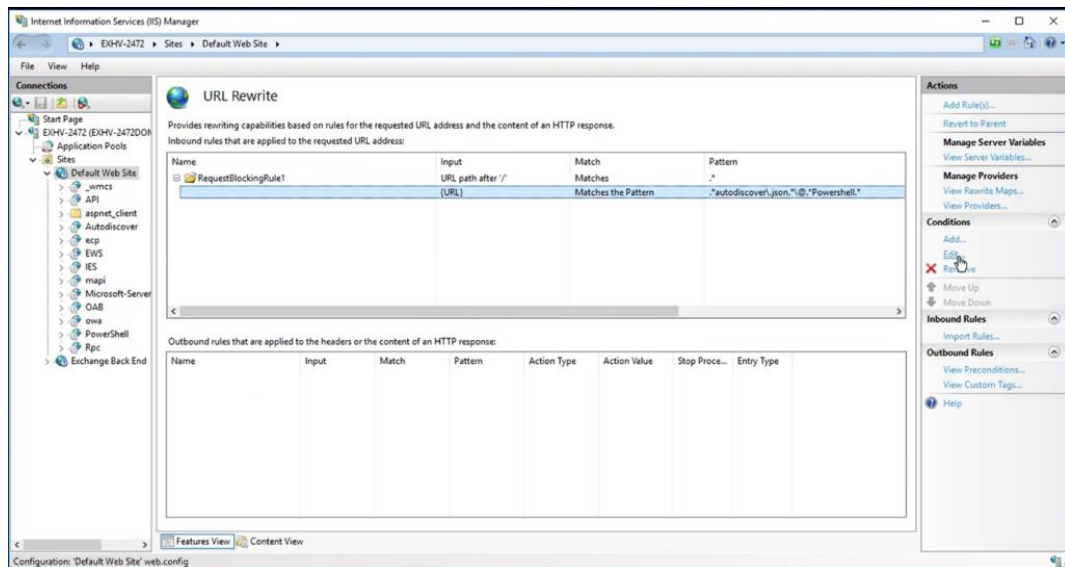 Internet Information Services (IIS) Manager
EXHV-2472 Sites Default Web Site
File View Help
Connections
Start Page
EXHV-2472 (EXHV-2472DOM
Application Pools
Sites
Default Web Site
_wmcs
API
aspnet_client
Autodiscover
ecp
EWS
IES
mapi
Microsoft-Server
OAB
owa
PowerShell
Rpc
Exchange Back End
URL Rewrite
Provides rewriting capabilities based on rules for the requested URL address and the content of an HTTP response.
Inbound rules that are applied to the requested URL address:
Name Input Match Pattern
RequestBlockingRule1 URL path after '/' Matches .*
{URL} Matches the Pattern .*autodiscover\.json.*\@.*Powershell.*
Outbound rules that are applied to the headers or the content of an HTTP response:
Name Input Match Pattern Action Type Action Value Stop Proce... Entry Type
Features View Content View
Actions
Add Rule(s)...
Revert to Parent
Manage Server Variables
View Server Variables...
Manage Providers
View Rewrite Maps...
View Providers...
Conditions
Add...
Edit
Remove
Move Up
Move Down
Inbound Rules
Import Rules...
Outbound Rules
View Preconditions...
View Custom Tags...
Help
Configuration: 'Default Web Site' web.config